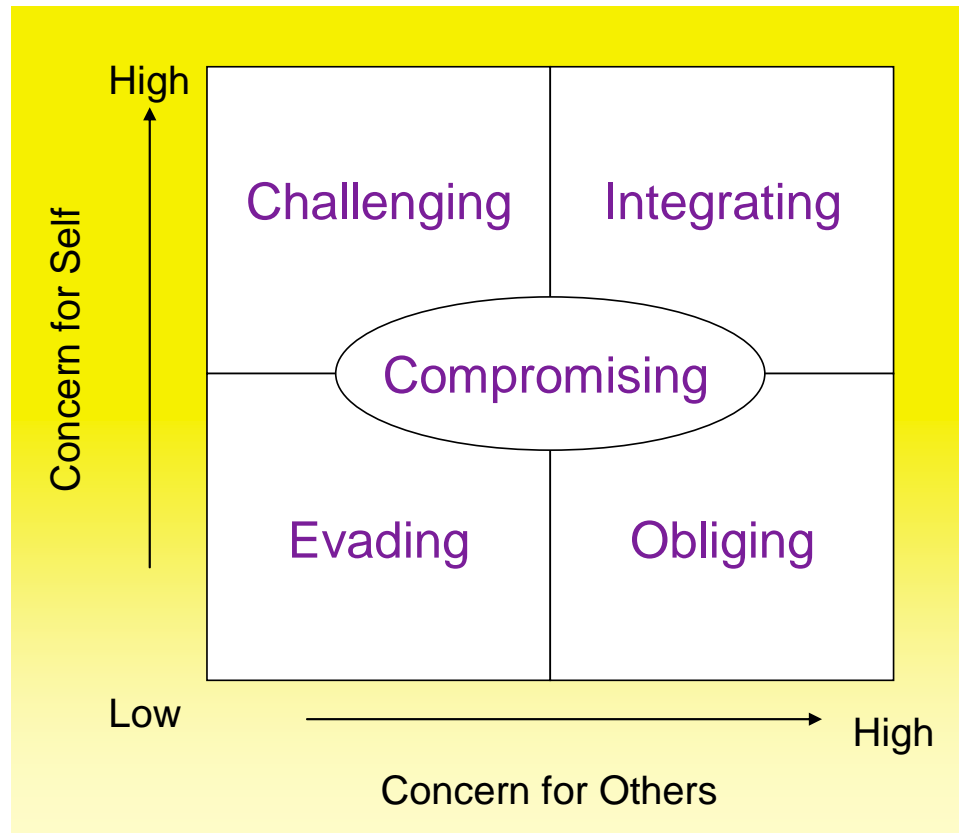 High
Challenging
Integrating
Concern for Self
Compromising
Evading
Obliging
Low
High
Concern for Others